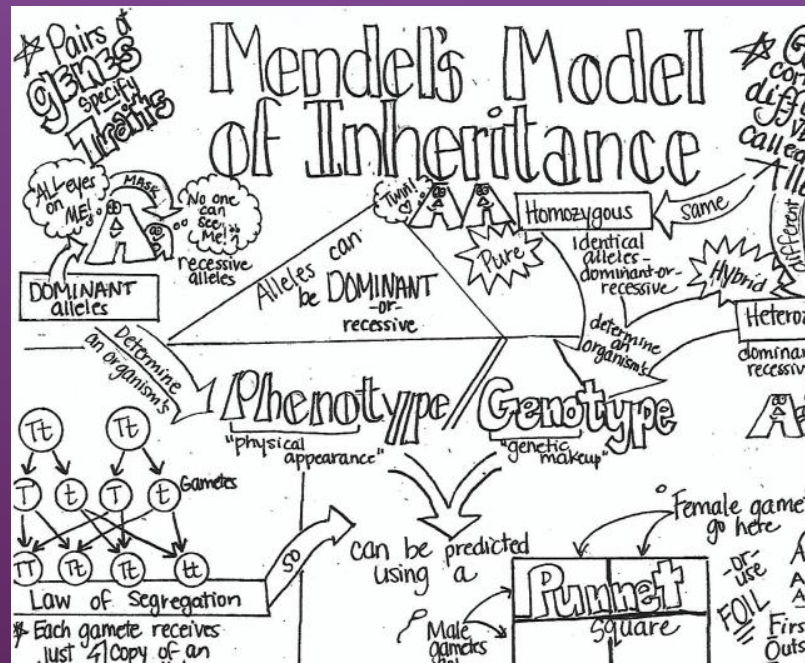 Pairs of
genes
specify
Traits
Mendel's Model
of Inheritance
called
ALL eyes
on
ME!
MASK
No one
can
see
Me!
recessive
alleles
DOMINANT
alleles
Twin!
AA
Homozygous
Same
different
Pure
Identical
alleles-
dominant-or-
recessive
Hybrid
Alleles can
be DOMINANT
-or-
recessive
Determine
an organism's
determine
an
organism's
Phenotype // Genotype
"physical
appearance"
"genetic
makeup"
Tt Tt
T t T t Gametes
TT Tt Tt tt
Law of Segregation
* Each gamete receives
just 1 copy of an
so
can be predicted
using a
Female
go here
Punnet
Square
Male
gametes
-or-
use
FOIL